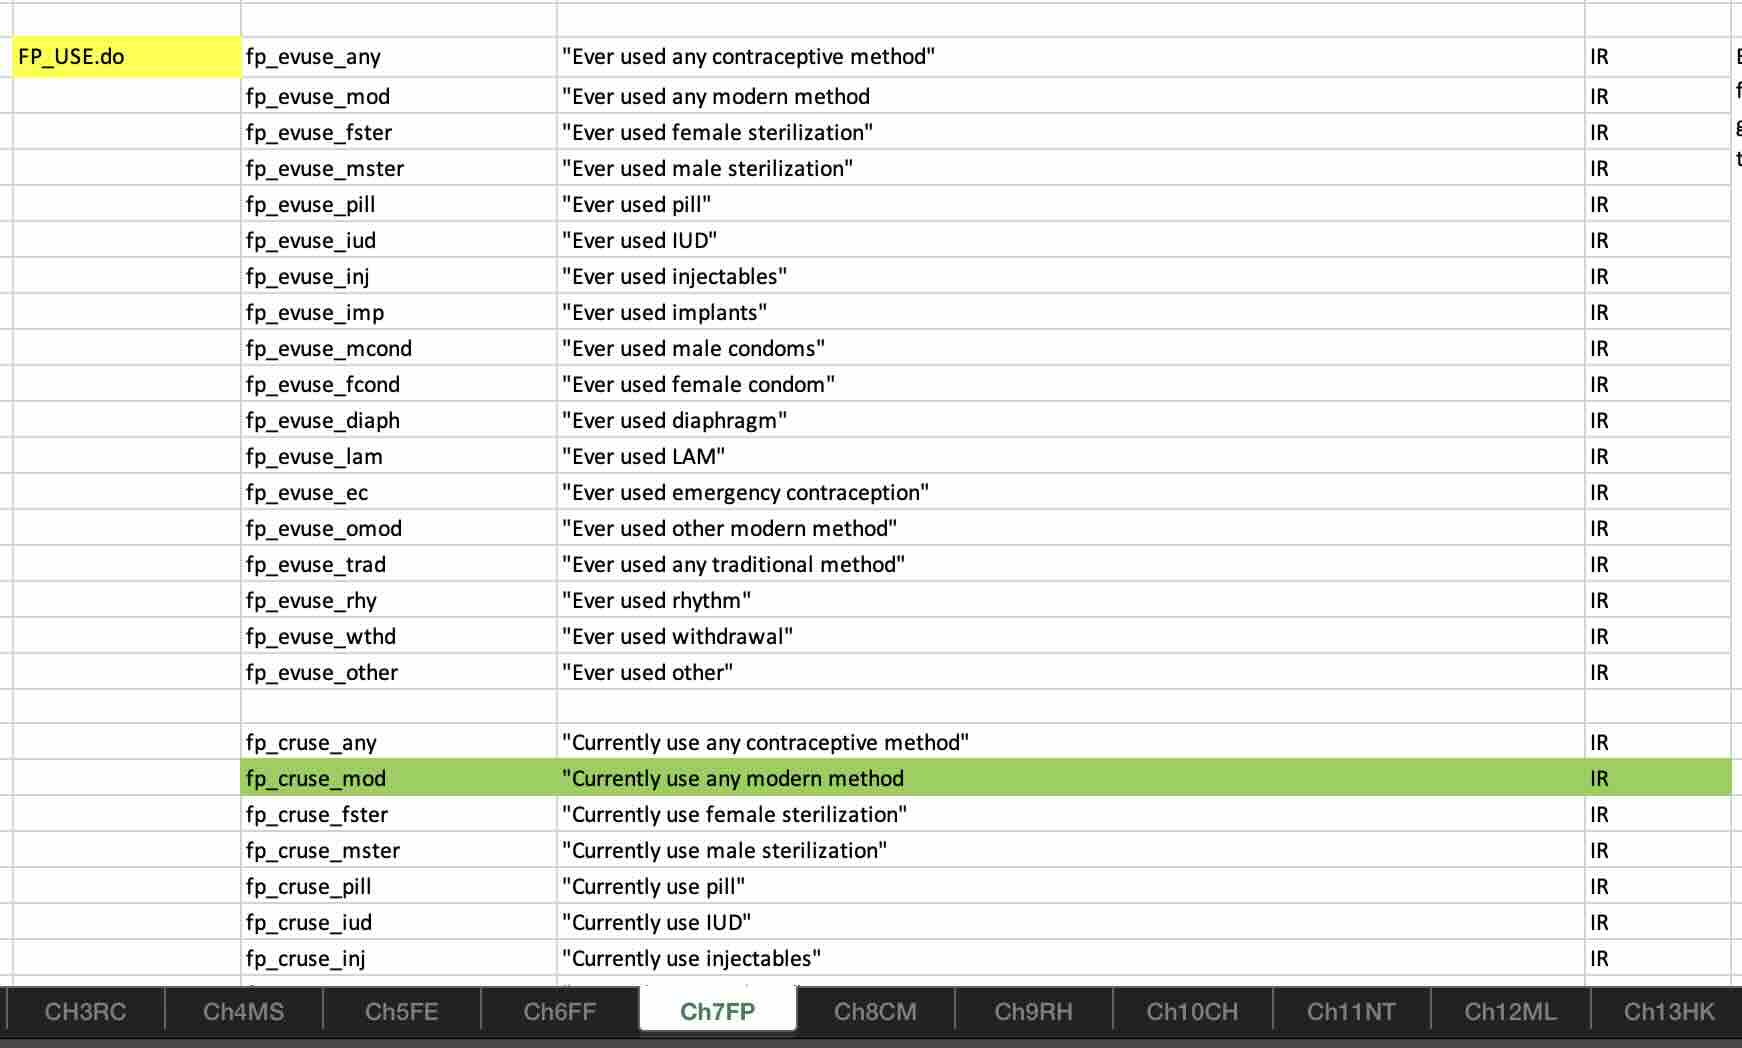 FP_USE.do fp_evuse_any "Ever used any contraceptive method" IR
fp_evuse_mod "Ever used any modern method IR
fp_evuse_fster "Ever used female sterilization" IR
fp_evuse_mster "Ever used male sterilization" IR
fp_evuse_pill "Ever used pill" IR
fp_evuse_iud "Ever used IUD" IR
fp_evuse_inj "Ever used injectables" IR
fp_evuse_imp "Ever used implants" IR
fp_evuse_mcond "Ever used male condoms" IR
fp_evuse_fcond "Ever used female condom" IR
fp_evuse_diaph "Ever used diaphragm" IR
fp_evuse_lam "Ever used LAM" IR
fp_evuse_ec "Ever used emergency contraception" IR
fp_evuse_omod "Ever used other modern method" IR
fp_evuse_trad "Ever used any traditional method" IR
fp_evuse_rhy "Ever used rhythm" IR
fp_evuse_wthd "Ever used withdrawal" IR
fp_evuse_other "Ever used other" IR
fp_cruse_any "Currently use any contraceptive method" IR
fp_cruse_mod "Currently use any modern method IR
fp_cruse_fster "Currently use female sterilization" IR
fp_cruse_mster "Currently use male sterilization" IR
fp_cruse_pill "Currently use pill" IR
fp_cruse_iud "Currently use IUD" IR
fp_cruse_inj "Currently use injectables" IR
CH3RC Ch4MS Ch5FE Ch6FF Ch7FP Ch8CM Ch9RH Ch10CH Ch11NT Ch12ML Ch13HK